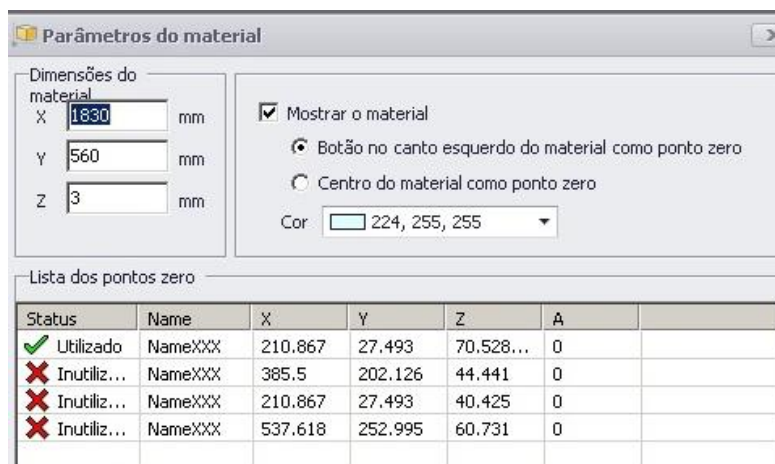 Parâmetros do material
Dimensões do
material
X 1830 mm
Y 560 mm
Z 3 mm
Mostrar o material
Botão no canto esquerdo do material como ponto zero
Centro do material como ponto zero
Cor 224, 255, 255
Lista dos pontos zero
Status Name X Y Z A
Utilizado NameXXX 210.867 27.493 70.528... 0
Inutiliz... NameXXX 385.5 202.126 44.441 0
Inutiliz... NameXXX 210.867 27.493 40.425 0
Inutiliz... NameXXX 537.618 252.995 60.731 0